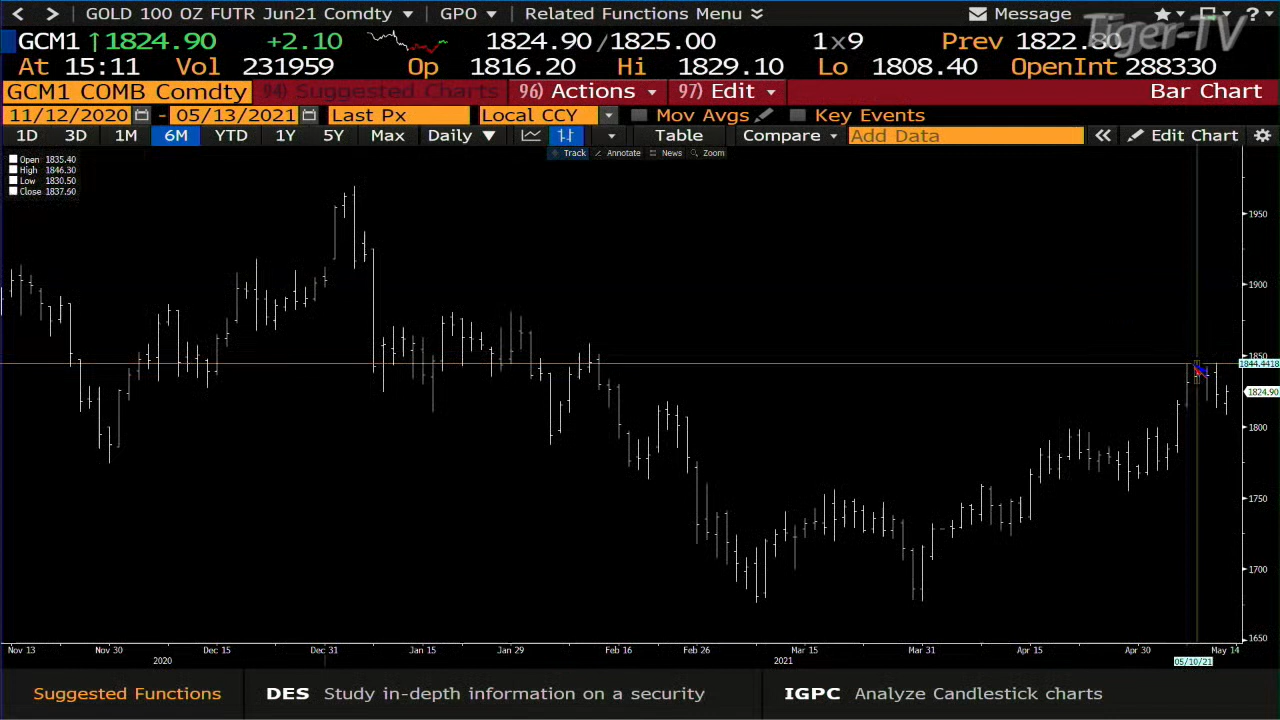 GOLD 100 OZ FUTR Jun21 Comdty GPO Related Functions Menu Message ?
GCM1 ↑1824.90 +2.10 1824.90 /1825.00 1×9 Prev 1822.80 Tiger-TV
At 15:11 Vol 231959 Op 1816.20 Hi 1829.10 Lo 1808.40 OpenInt 288330
GCM1 COMB Comdty 94) Suggested Charts 96) Actions 97) Edit Bar Chart
11/12/2020 - 05/13/2021 Last Px Local CCY Mov Avgs Key Events
1D 3D 1M 6M YTD 1Y 5Y Max Daily ▼ Table Compare Add Data « Edit Chart
Track Annotate News Zoom
Open 1835.40
High 1846.30
Low 1830.50
Close 1837.60
1950
1900
1850
1844.4418
1824.90
1800
1750
1700
1650
Nov 13 Nov 30 Dec 15 Dec 31 Jan 15 Jan 29 Feb 16 Feb 26 Mar 15 Mar 31 Apr 15 Apr 30 May 14
2020 2021 05/10/21
Suggested Functions DES Study in-depth information on a security IGPC Analyze Candlestick charts